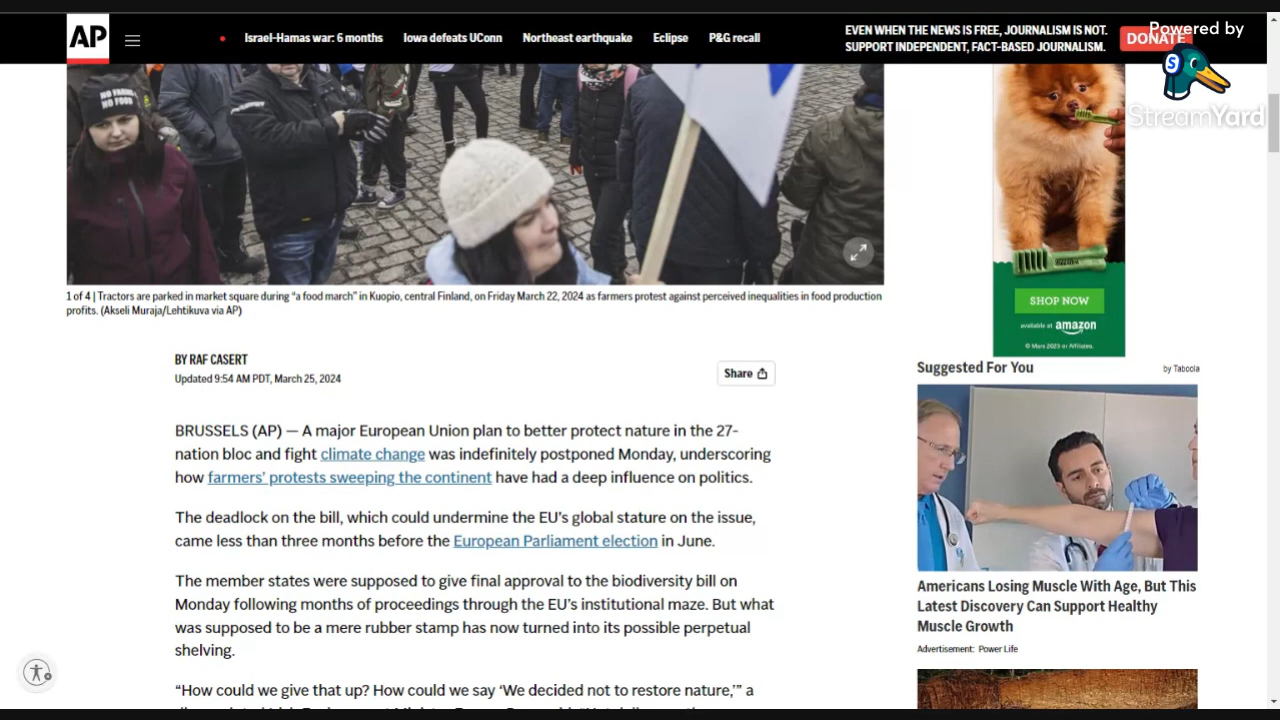 AP
Israel-Hamas war: 6 months
Iowa defeats UConn
Northeast earthquake
Eclipse
P&G recall
EVEN WHEN THE NEWS IS FREE, JOURNALISM IS NOT.
SUPPORT INDEPENDENT, FACT-BASED JOURNALISM.
DONATE
Powered by
StreamYard
NO FARMS
NO FOOD
1 of 4 | Tractors are parked in market square during “a food march” in Kuopio, central Finland, on Friday March 22, 2024 as farmers protest against perceived inequalities in food production
profits. (Akseli Muraja/Lehtikuva via AP)
BY RAF CASERT
Updated 9:54 AM PDT, March 25, 2024
Share
BRUSSELS (AP) — A major European Union plan to better protect nature in the 27-
nation bloc and fight climate change was indefinitely postponed Monday, underscoring
how farmers’ protests sweeping the continent have had a deep influence on politics.
The deadlock on the bill, which could undermine the EU’s global stature on the issue,
came less than three months before the European Parliament election in June.
The member states were supposed to give final approval to the biodiversity bill on
Monday following months of proceedings through the EU’s institutional maze. But what
was supposed to be a mere rubber stamp has now turned into its possible perpetual
shelving.
“How could we give that up? How could we say ‘We decided not to restore nature,’” a
SHOP NOW
available at amazon
© Mars 2023 or Affiliates.
Suggested For You
by Taboola
Americans Losing Muscle With Age, But This
Latest Discovery Can Support Healthy
Muscle Growth
Advertisement: Power Life